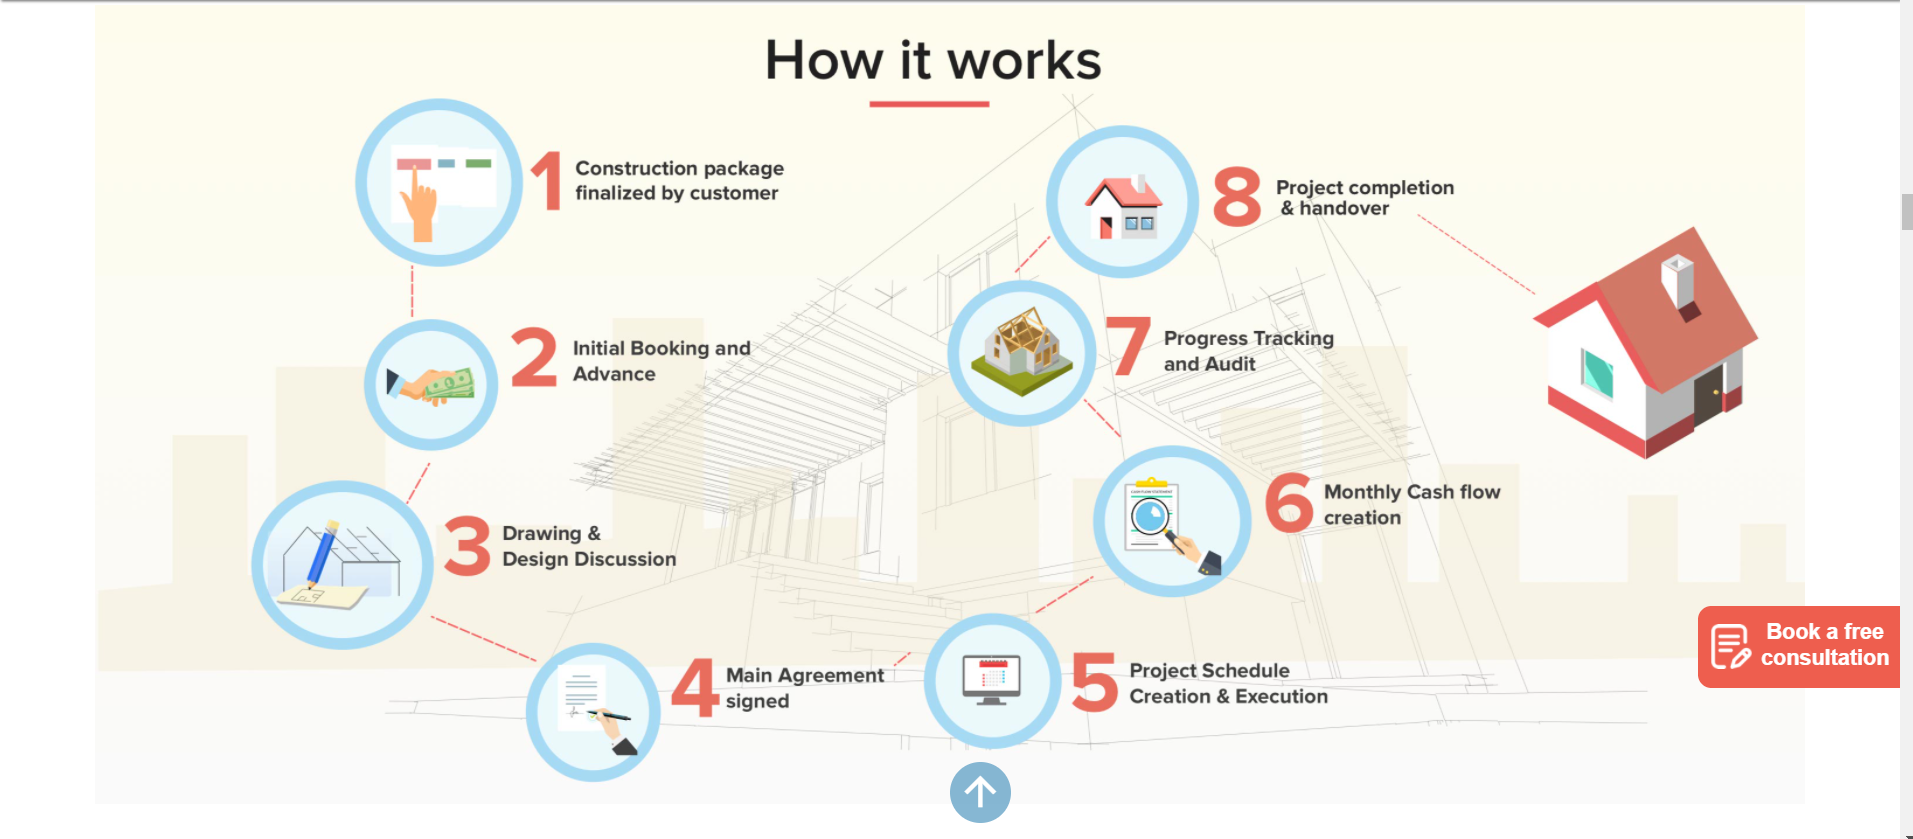 How it works
1
Construction package
finalized by customer
2
Initial Booking and
Advance
3
Drawing &
Design Discussion
4
Main Agreement
signed
5
Project Schedule
Creation & Execution
6
Monthly Cash flow
creation
7
Progress Tracking
and Audit
8
Project completion
& handover
Book a free
consultation